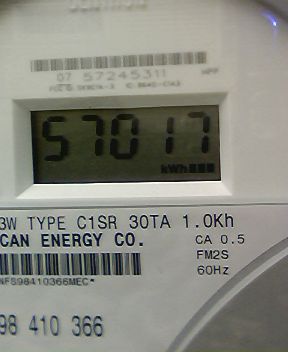 07 57245311
57017
kWh
3W TYPE C1SR 30TA 1.0Kh
CAN ENERGY CO.
CA 0.5
FM2S
60Hz
NFS98410366MEC*
98 410 366